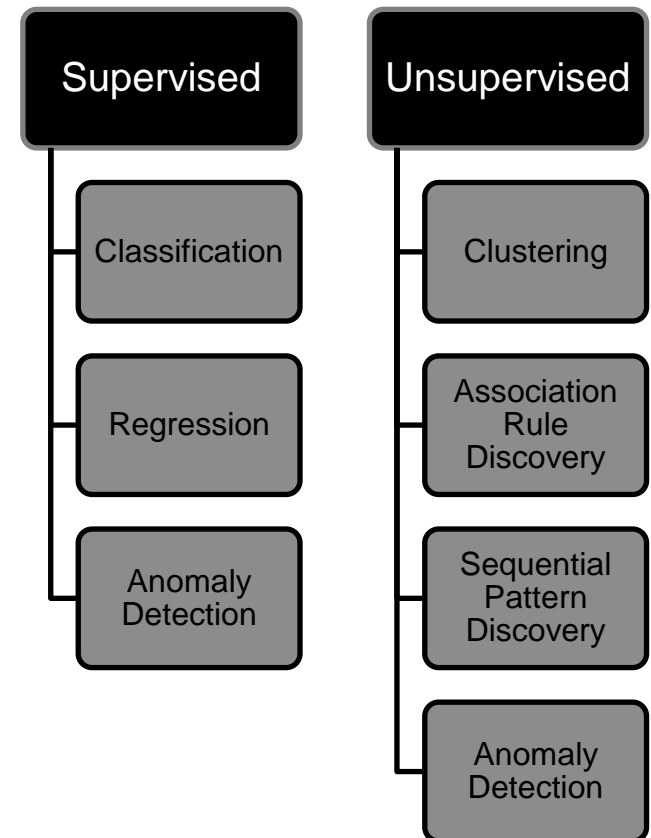 Supervised
Classification
Regression
Anomaly
Detection
Unsupervised
Clustering
Association
Rule
Discovery
Sequential
Pattern
Discovery
Anomaly
Detection